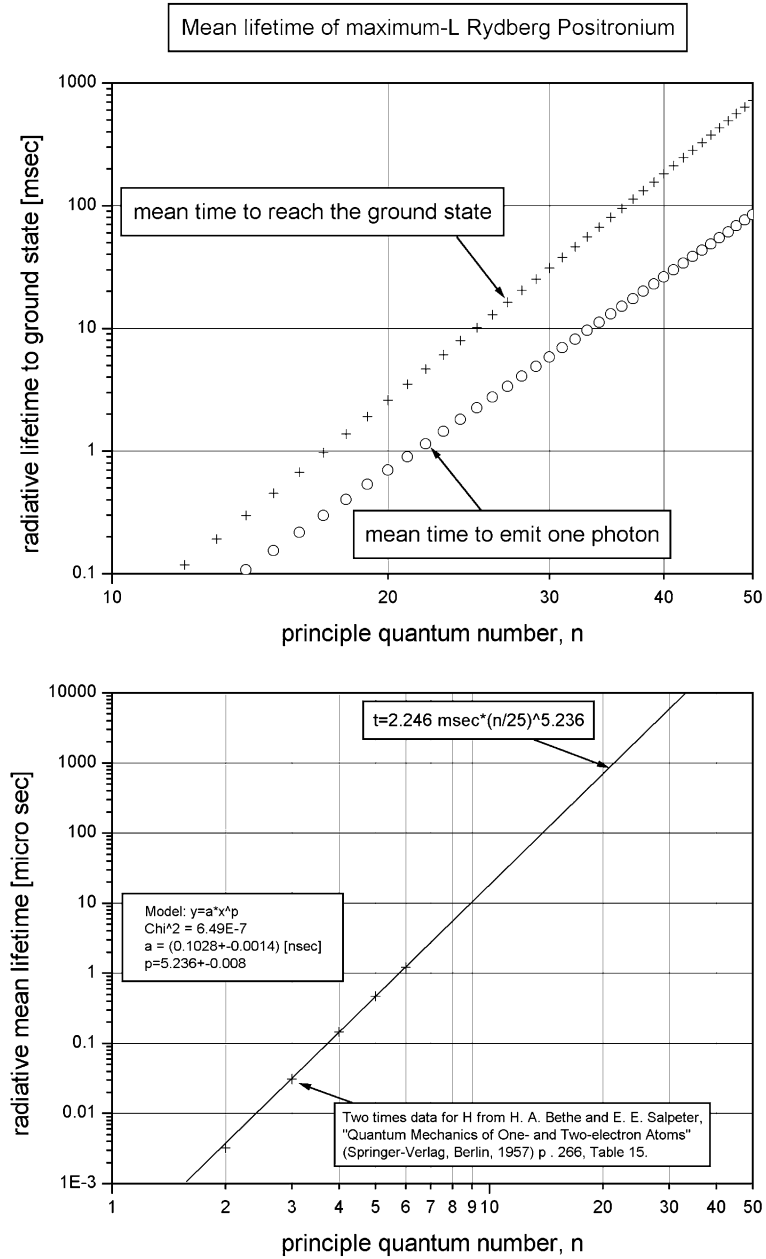 Mean lifetime of maximum-L Rydberg Positronium
radiative lifetime to ground state [msec]
1000
100
10
1
0.1
mean time to reach the ground state
mean time to emit one photon
10
20
30
40
50
principle quantum number, n
radiative mean lifetime [micro sec]
10000
1000
100
10
1
0.1
0.01
1E-3
t=2.246 msec*(n/25)^5.236
Model: y=a*x^p
Chi^2 = 6.49E-7
a = (0.1028+-0.0014) [nsec]
p=5.236+-0.008
Two times data for H from H. A. Bethe and E. E. Salpeter,
"Quantum Mechanics of One- and Two-electron Atoms"
(Springer-Verlag, Berlin, 1957) p . 266, Table 15.
1
2
3
4
5
6
7
8
9
10
20
30
40
50
principle quantum number, n